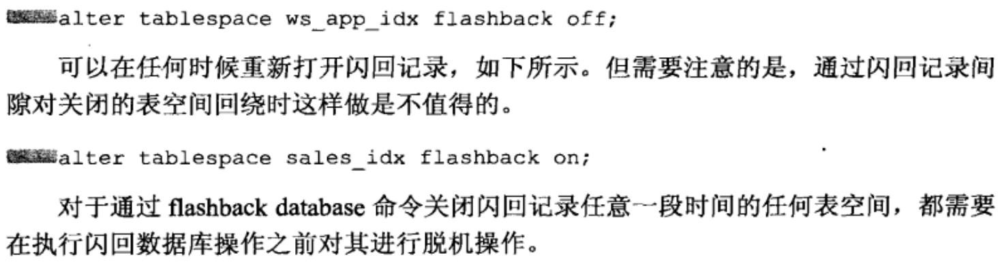 alter tablespace ws_app_idx flashback off;
可以在任何时候重新打开闪回记录，如下所示。但需要注意的是，通过闪回记录间
隙对关闭的表空间回绕时这样做是不值得的。
alter tablespace sales_idx flashback on;
对于通过 flashback database 命令关闭闪回记录任意一段时间的任何表空间，都需要
在执行闪回数据库操作之前对其进行脱机操作。